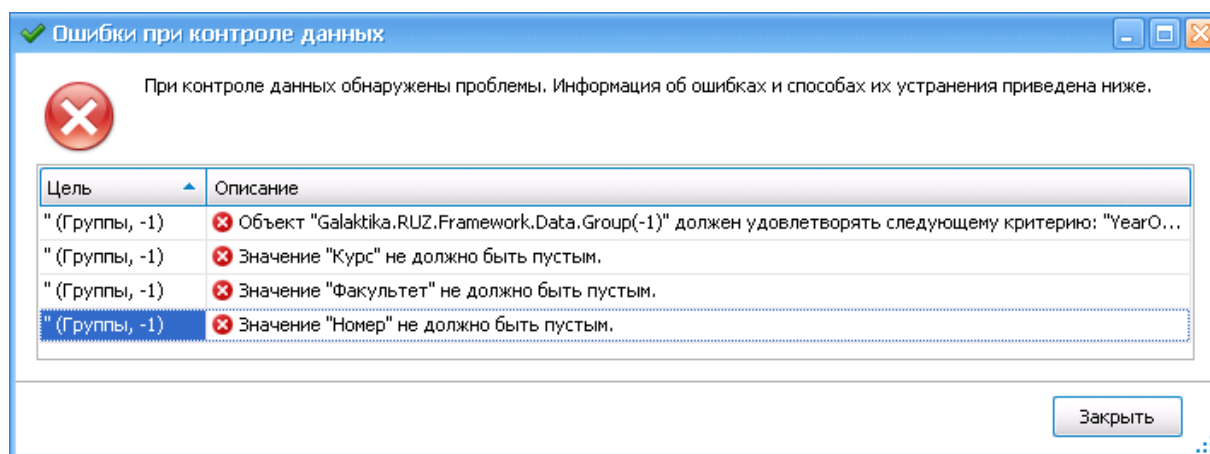 Ошибки при контроле данных
При контроле данных обнаружены проблемы. Информация об ошибках и способах их устранения приведена ниже.
Цель Описание
'' (Группы, -1) Объект "Galaktika.RUZ.Framework.Data.Group(-1)" должен удовлетворять следующему критерию: "YearO...
'' (Группы, -1) Значение "Курс" не должно быть пустым.
'' (Группы, -1) Значение "Факультет" не должно быть пустым.
'' (Группы, -1) Значение "Номер" не должно быть пустым.
Закрыть